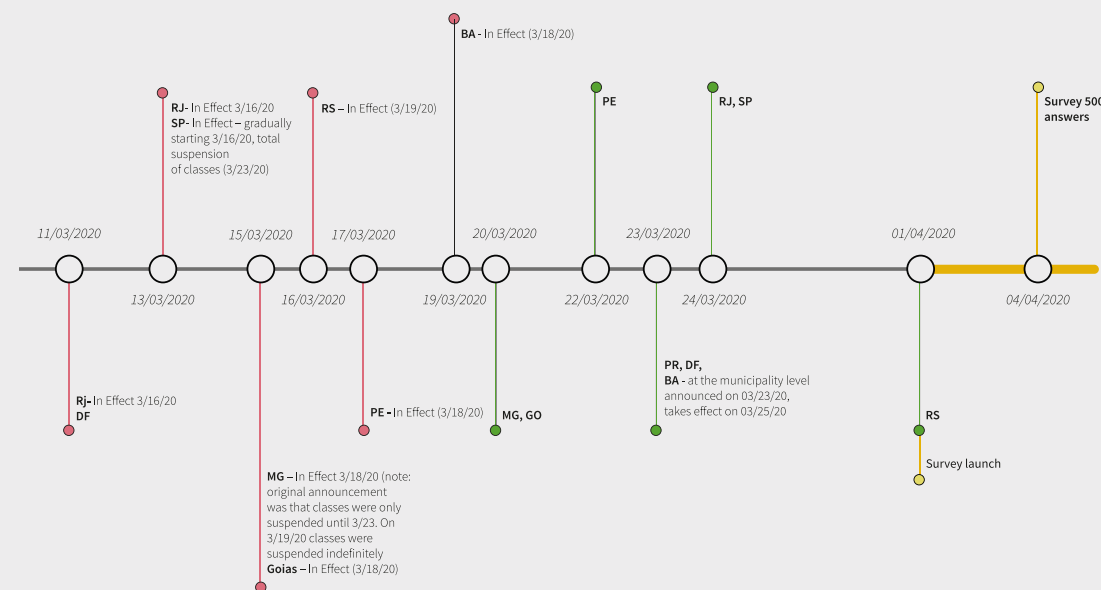 BA - In Effect (3/18/20)
RJ- In Effect 3/16/20
SP- In Effect – gradually
starting 3/16/20, total
suspension
of classes (3/23/20)
RS – In Effect (3/19/20)
PE
RJ, SP
Survey 500
answers
11/03/2020
15/03/2020
17/03/2020
20/03/2020
23/03/2020
01/04/2020
13/03/2020
16/03/2020
19/03/2020
22/03/2020
24/03/2020
04/04/2020
Rj- In Effect 3/16/20
DF
PE - In Effect (3/18/20)
MG, GO
PR, DF,
BA - at the municipality level
announced on 03/23/20,
takes effect on 03/25/20
RS
Survey launch
MG – In Effect 3/18/20 (note:
original announcement
was that classes were only
suspended until 3/23. On
3/19/20 classes were
suspended indefinitely
Goias – In Effect (3/18/20)